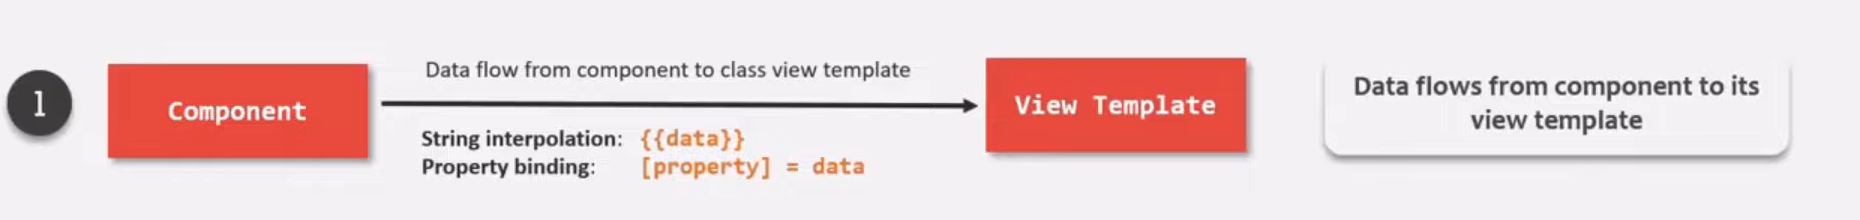 1
Component
Data flow from component to class view template
String interpolation: {{data}}
Property binding: [property] = data
View Template
Data flows from component to its
view template